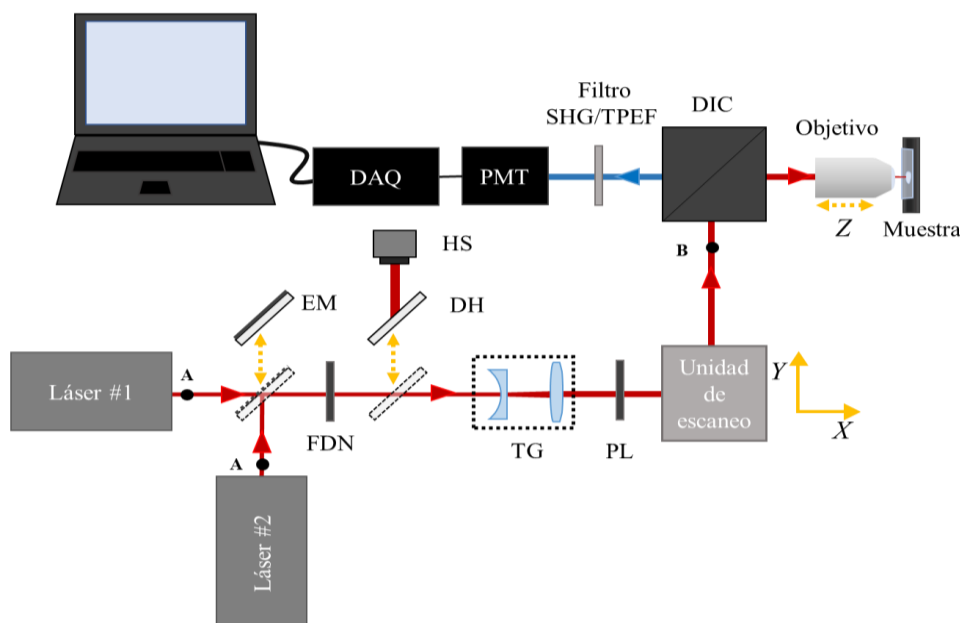 Filtro
SHG/TPEF
DIC
Objetivo
DAQ
PMT
Z
Muestra
HS
B
EM
DH
Láser #1
A
Unidad
de
escaneo
Y
X
FDN
TG
PL
A
Láser #2